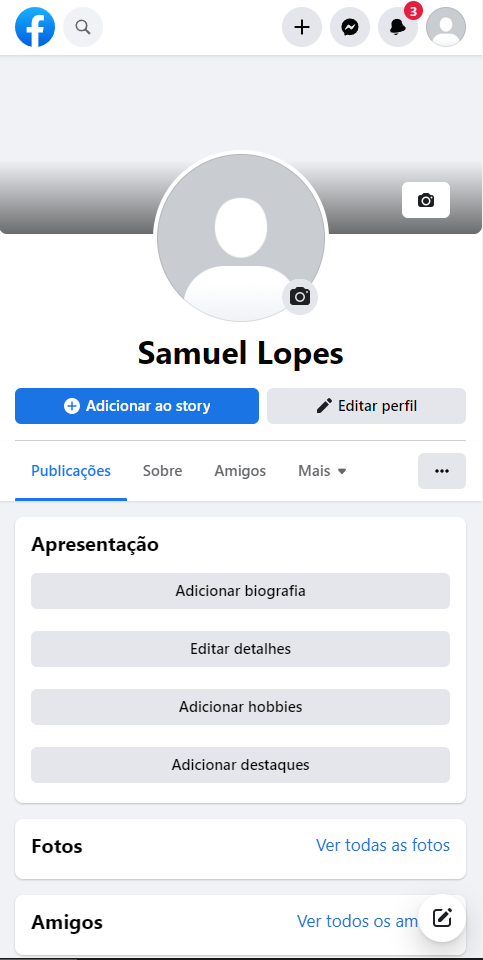 3
Samuel Lopes
Adicionar ao story
Editar perfil
Publicações Sobre Amigos Mais
Apresentação
Adicionar biografia
Editar detalhes
Adicionar hobbies
Adicionar destaques
Fotos Ver todas as fotos
Amigos Ver todos os am